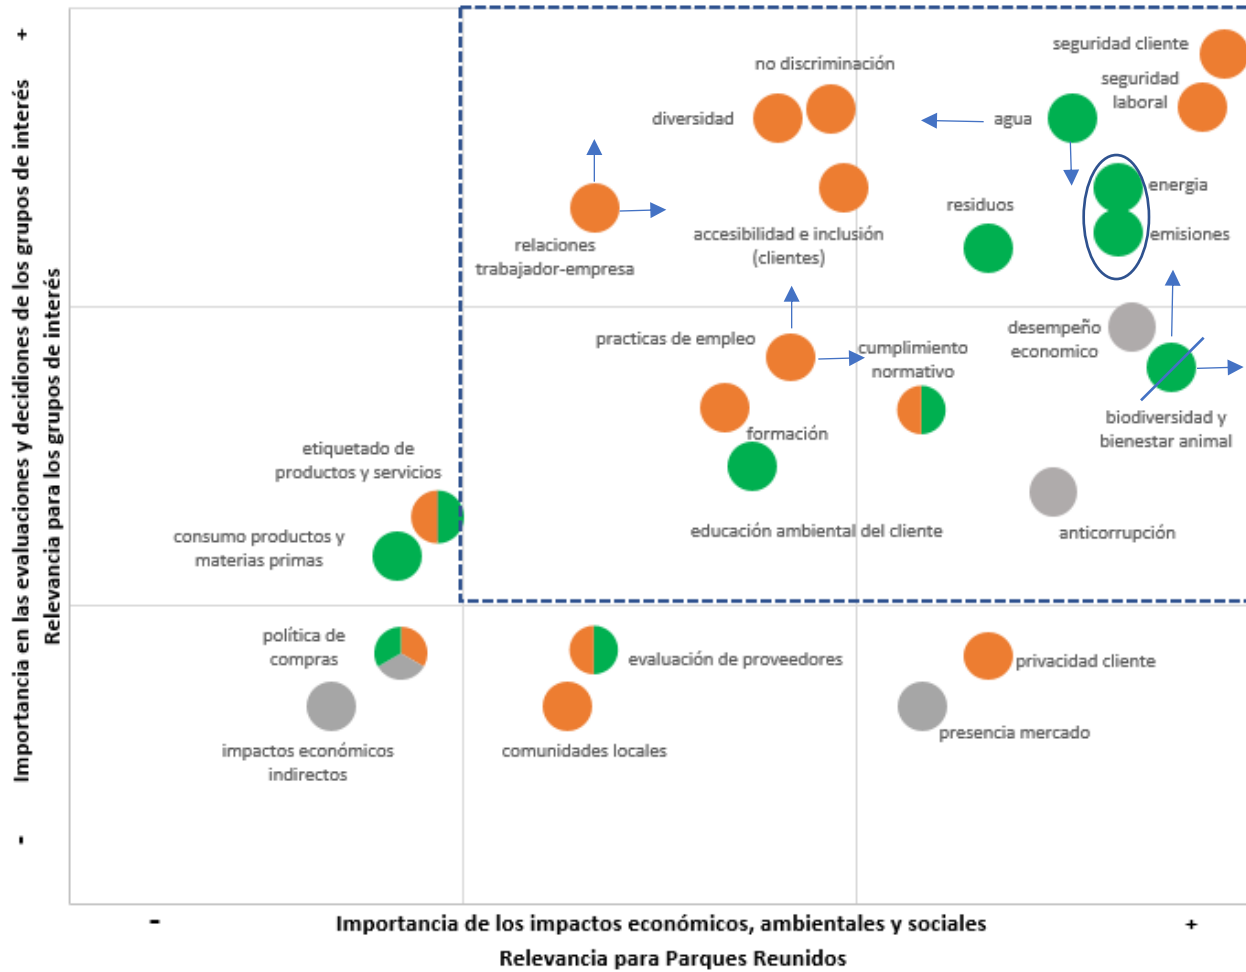 +
Importancia en las evaluaciones y decidiones de los grupos de interés
Relevancia para los grupos de interés
-
seguridad cliente
no discriminación
seguridad
laboral
diversidad
agua
energia
residuos
accesibilidad e inclusión
(clientes)
emisiones
relaciones
trabajador-empresa
practicas de empleo
cumplimiento
normativo
desempeño
economico
formación
biodiversidad y
bienestar animal
etiquetado de
productos y servicios
educación ambiental del cliente
anticorrupción
consumo productos y
materias primas
política de
compras
evaluación de proveedores
privacidad cliente
impactos económicos
indirectos
comunidades locales
presencia mercado
-
Importancia de los impactos económicos, ambientales y sociales
+
Relevancia para Parques Reunidos